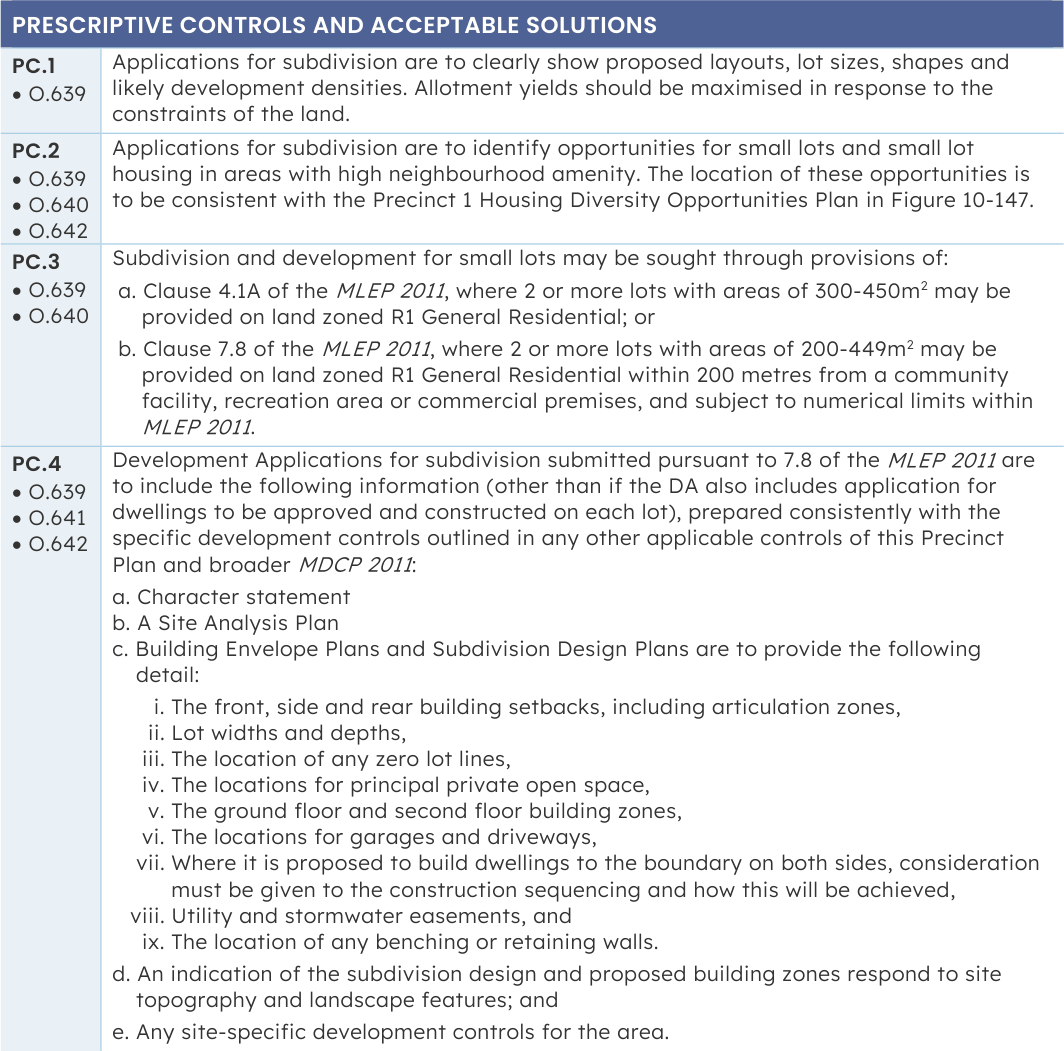 PRESCRIPTIVE CONTROLS AND ACCEPTABLE SOLUTIONS
PC.1
• O.639
Applications for subdivision are to clearly show proposed layouts, lot sizes, shapes and
likely development densities. Allotment yields should be maximised in response to the
constraints of the land.
PC.2
• O.639
• O.640
• O.642
Applications for subdivision are to identify opportunities for small lots and small lot
housing in areas with high neighbourhood amenity. The location of these opportunities is
to be consistent with the Precinct 1 Housing Diversity Opportunities Plan in Figure 10-147.
PC.3
• O.639
• O.640
Subdivision and development for small lots may be sought through provisions of:
a. Clause 4.1A of the MLEP 2011, where 2 or more lots with areas of 300-450m² may be
provided on land zoned R1 General Residential; or
b. Clause 7.8 of the MLEP 2011, where 2 or more lots with areas of 200-449m² may be
provided on land zoned R1 General Residential within 200 metres from a community
facility, recreation area or commercial premises, and subject to numerical limits within
MLEP 2011.
PC.4
• O.639
• O.641
• O.642
Development Applications for subdivision submitted pursuant to 7.8 of the MLEP 2011 are
to include the following information (other than if the DA also includes application for
dwellings to be approved and constructed on each lot), prepared consistently with the
specific development controls outlined in any other applicable controls of this Precinct
Plan and broader MDCP 2011:
a. Character statement
b. A Site Analysis Plan
c. Building Envelope Plans and Subdivision Design Plans are to provide the following
detail:
i. The front, side and rear building setbacks, including articulation zones,
ii. Lot widths and depths,
iii. The location of any zero lot lines,
iv. The locations for principal private open space,
v. The ground floor and second floor building zones,
vi. The locations for garages and driveways,
vii. Where it is proposed to build dwellings to the boundary on both sides, consideration
must be given to the construction sequencing and how this will be achieved,
viii. Utility and stormwater easements, and
ix. The location of any benching or retaining walls.
d. An indication of the subdivision design and proposed building zones respond to site
topography and landscape features; and
e. Any site-specific development controls for the area.